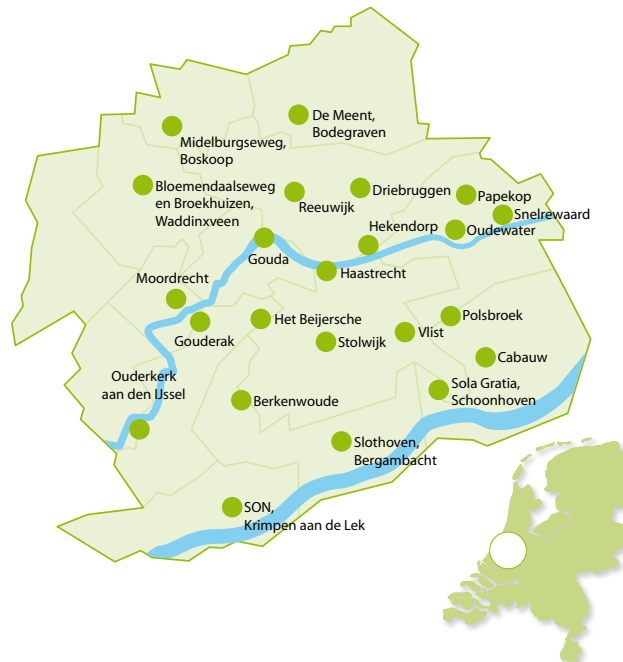 De Meent,
Bodegraven
Midelburgseweg,
Boskoop
Bloemendaalseweg
en Broekhuizen,
Waddinxveen
Reeuwijk
Driebruggen
Papekop
Snelrewaard
Hekendorp
Oudewater
Gouda
Haastrecht
Moordrecht
Gouderak
Het Beijersche
Stolwijk
Vlist
Polsbroek
Cabauw
Ouderkerk
aan den IJssel
Berkenwoude
Sola Gratia,
Schoonhoven
Slothoven,
Bergambacht
SON,
Krimpen aan de Lek